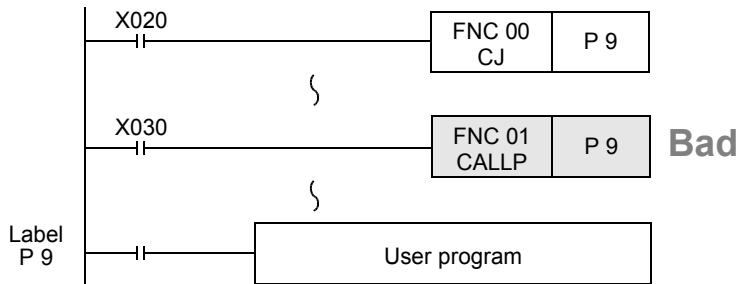 X020
FNC 00
CJ
P 9
X030
FNC 01
CALLP
P 9
Bad
Label
P 9
User program